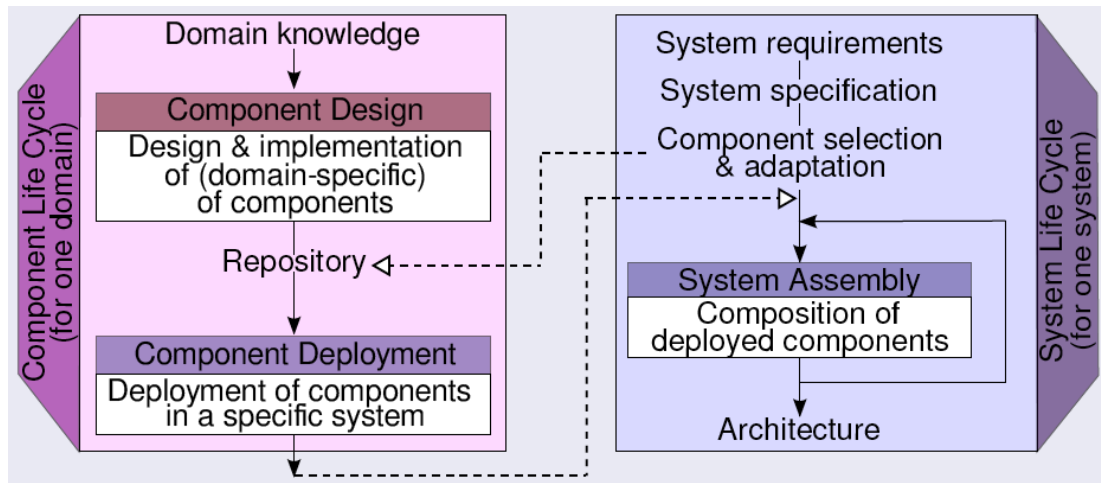 Component Life Cycle
(for one domain)
Domain knowledge
Component Design
Design & implementation
of (domain-specific)
of components
Repository
Component Deployment
Deployment of components
in a specific system
System requirements
System specification
Component selection
& adaptation
System Assembly
Composition of
deployed components
Architecture
System Life Cycle
(for one system)